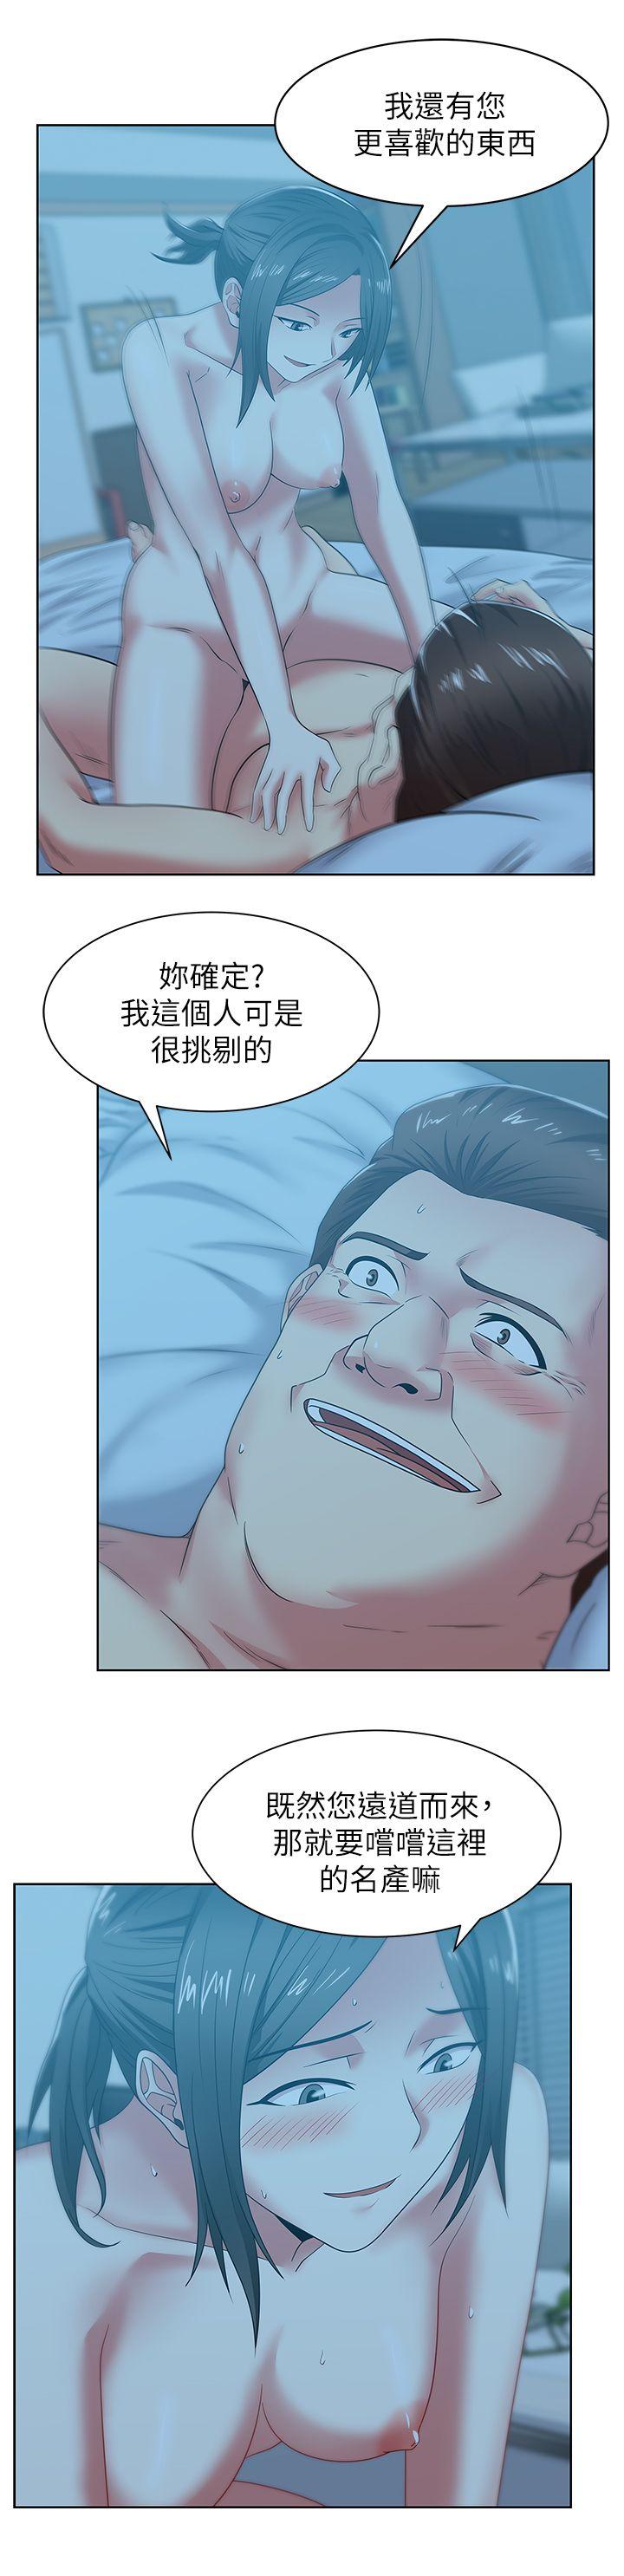 我還有您
更喜歡的東西
妳確定?
我這個人可是
很挑剔的
既然您遠道而來，
那就要嚐嚐這裡
的名產嘛